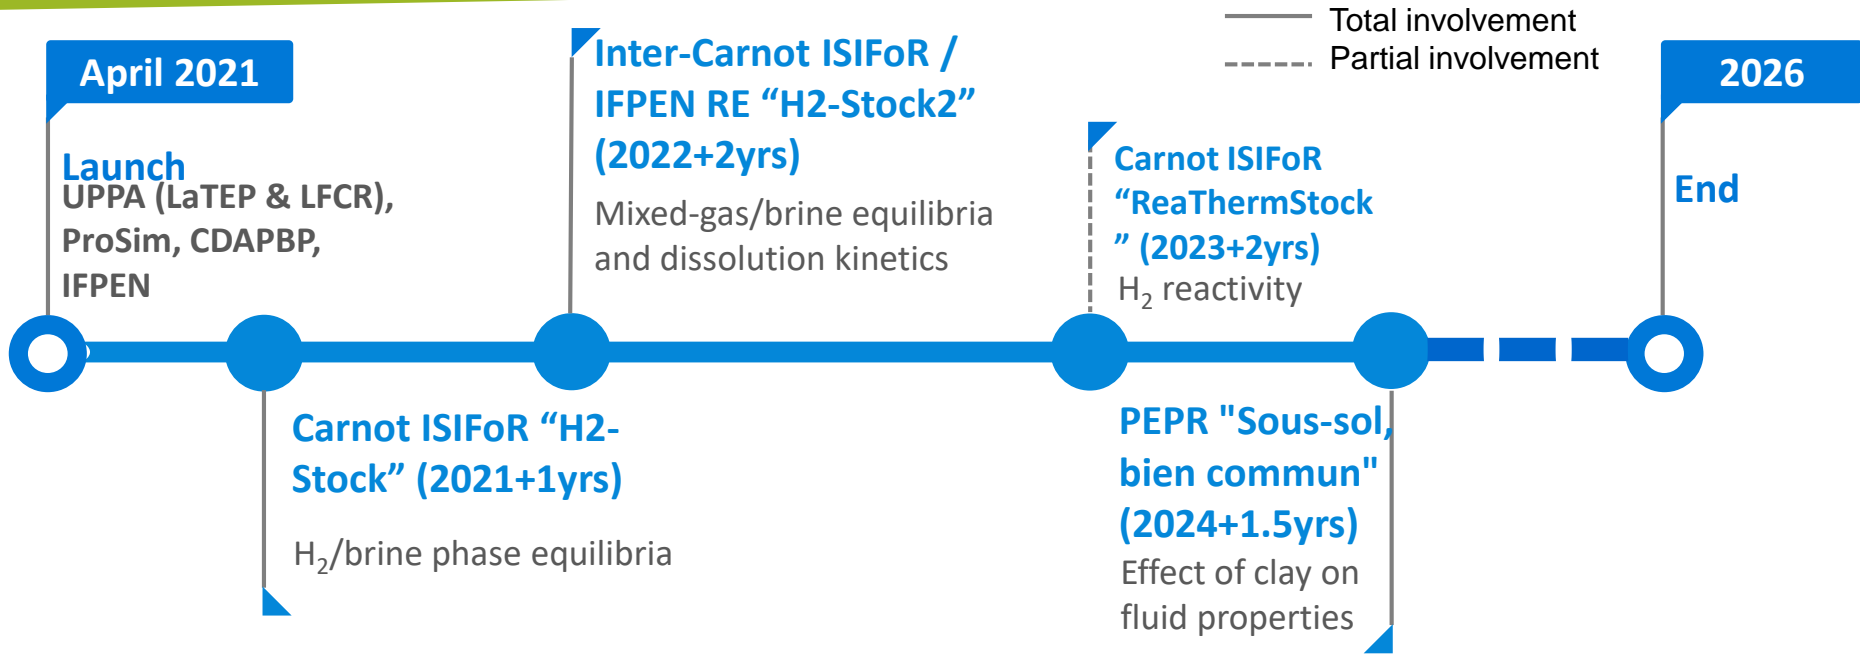 Total involvement
Partial involvement
April 2021
Launch
UPPA (LaTEP & LFCR),
ProSim, CDAPBP,
IFPEN
Inter-Carnot ISIFoR /
IFPEN RE “H2-Stock2”
(2022+2yrs)
Mixed-gas/brine equilibria
and dissolution kinetics
Carnot ISIFoR
“ReaThermStock
” (2023+2yrs)
H₂ reactivity
2026
End
Carnot ISIFoR “H2-
Stock” (2021+1yrs)
H₂/brine phase equilibria
PEPR "Sous-sol,
bien commun"
(2024+1.5yrs)
Effect of clay on
fluid properties